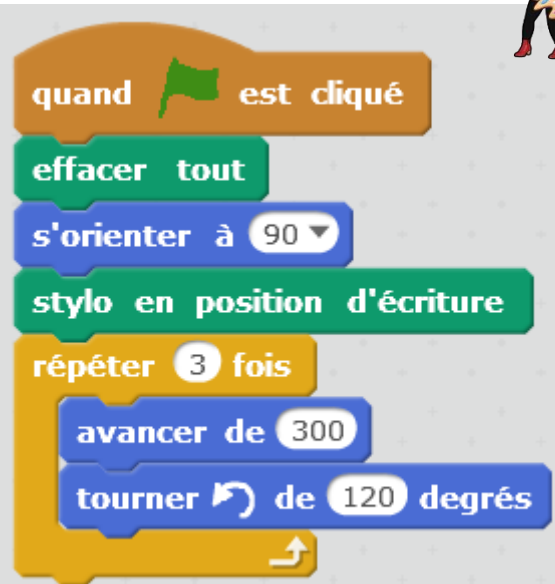 quand est cliqué
effacer tout
s'orienter à 90
stylo en position d'écriture
répéter 3 fois
avancer de 300
tourner de 120 degrés